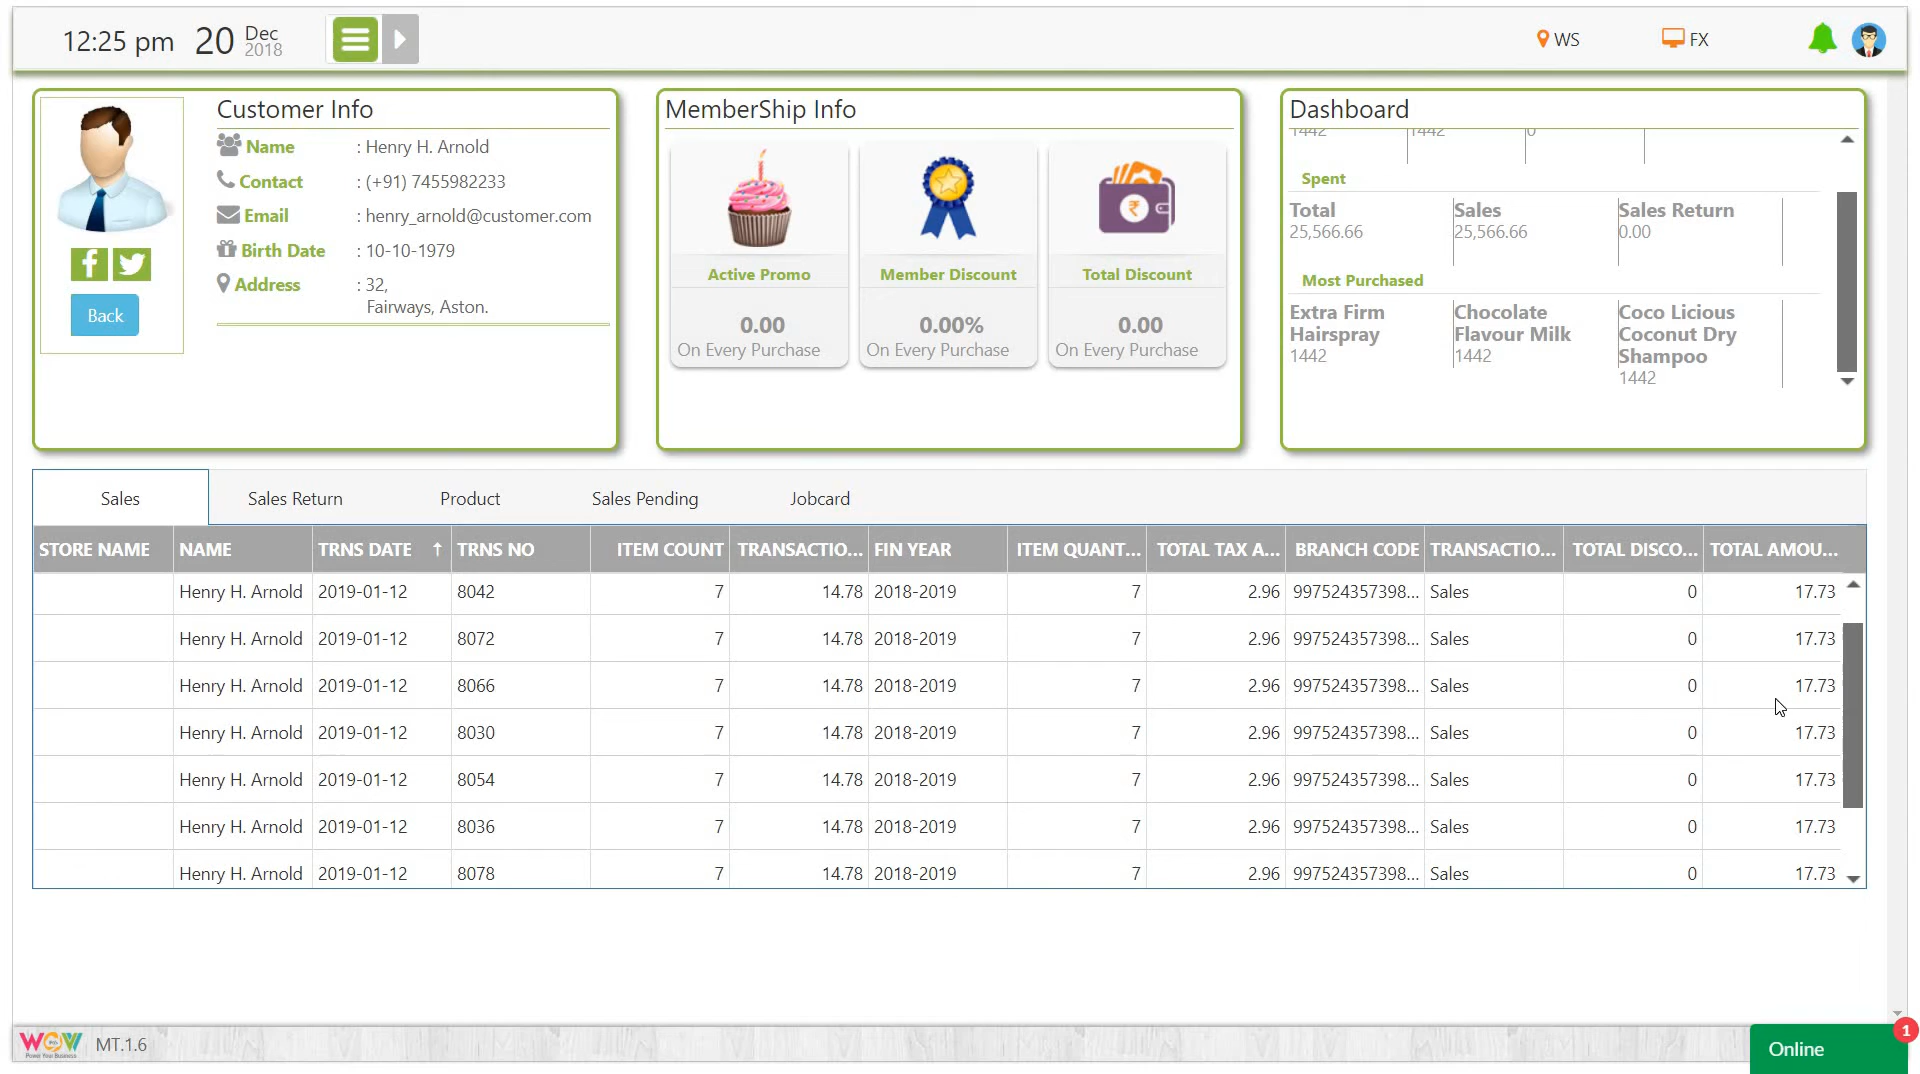 12:25 pm 20 Dec 2018 WS FX
Customer Info
Name : Henry H. Arnold
Contact : (+91) 7455982233
Email : henry_arnold@customer.com
Birth Date : 10-10-1979
Address : 32,
Fairways, Aston.
Back
MemberShip Info
Active Promo
0.00
On Every Purchase
Member Discount
0.00%
On Every Purchase
Total Discount
0.00
On Every Purchase
Dashboard
1442 1442 0
Spent
Total Sales Sales Return
25,566.66 25,566.66 0.00
Most Purchased
Extra Firm Hairspray
1442
Chocolate Flavour Milk
1442
Coco Licious Coconut Dry Shampoo
1442
Sales Sales Return Product Sales Pending Jobcard
STORE NAME NAME TRNS DATE ↑ TRNS NO ITEM COUNT TRANSACTIO... FIN YEAR ITEM QUANT... TOTAL TAX A... BRANCH CODE TRANSACTIO... TOTAL DISCO... TOTAL AMOU...
Henry H. Arnold 2019-01-12 8042 7 14.78 2018-2019 7 2.96 997524357398... Sales 0 17.73
Henry H. Arnold 2019-01-12 8072 7 14.78 2018-2019 7 2.96 997524357398... Sales 0 17.73
Henry H. Arnold 2019-01-12 8066 7 14.78 2018-2019 7 2.96 997524357398... Sales 0 17.73
Henry H. Arnold 2019-01-12 8030 7 14.78 2018-2019 7 2.96 997524357398... Sales 0 17.73
Henry H. Arnold 2019-01-12 8054 7 14.78 2018-2019 7 2.96 997524357398... Sales 0 17.73
Henry H. Arnold 2019-01-12 8036 7 14.78 2018-2019 7 2.96 997524357398... Sales 0 17.73
Henry H. Arnold 2019-01-12 8078 7 14.78 2018-2019 7 2.96 997524357398... Sales 0 17.73
WOW
Power Your Business
MT.1.6
Online 1